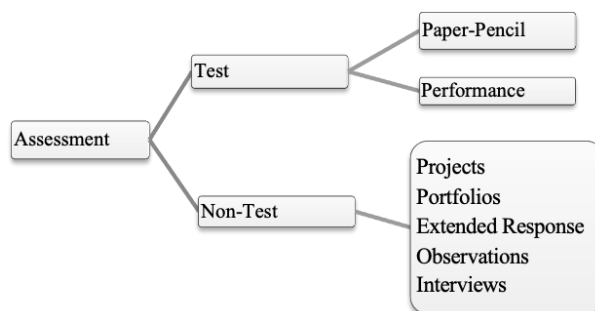 Paper-Pencil
Test
Performance
Assessment
Projects
Portfolios
Non-Test
Extended Response
Observations
Interviews